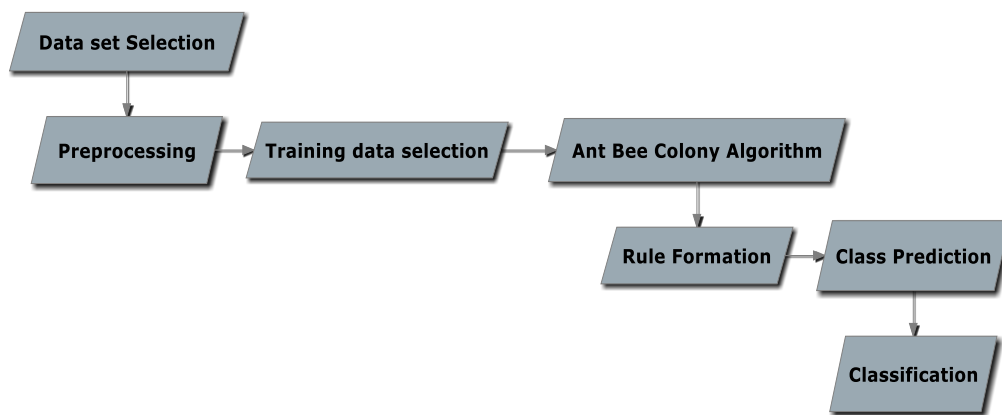 Data set Selection
Preprocessing
Training data selection
Ant Bee Colony Algorithm
Rule Formation
Class Prediction
Classification